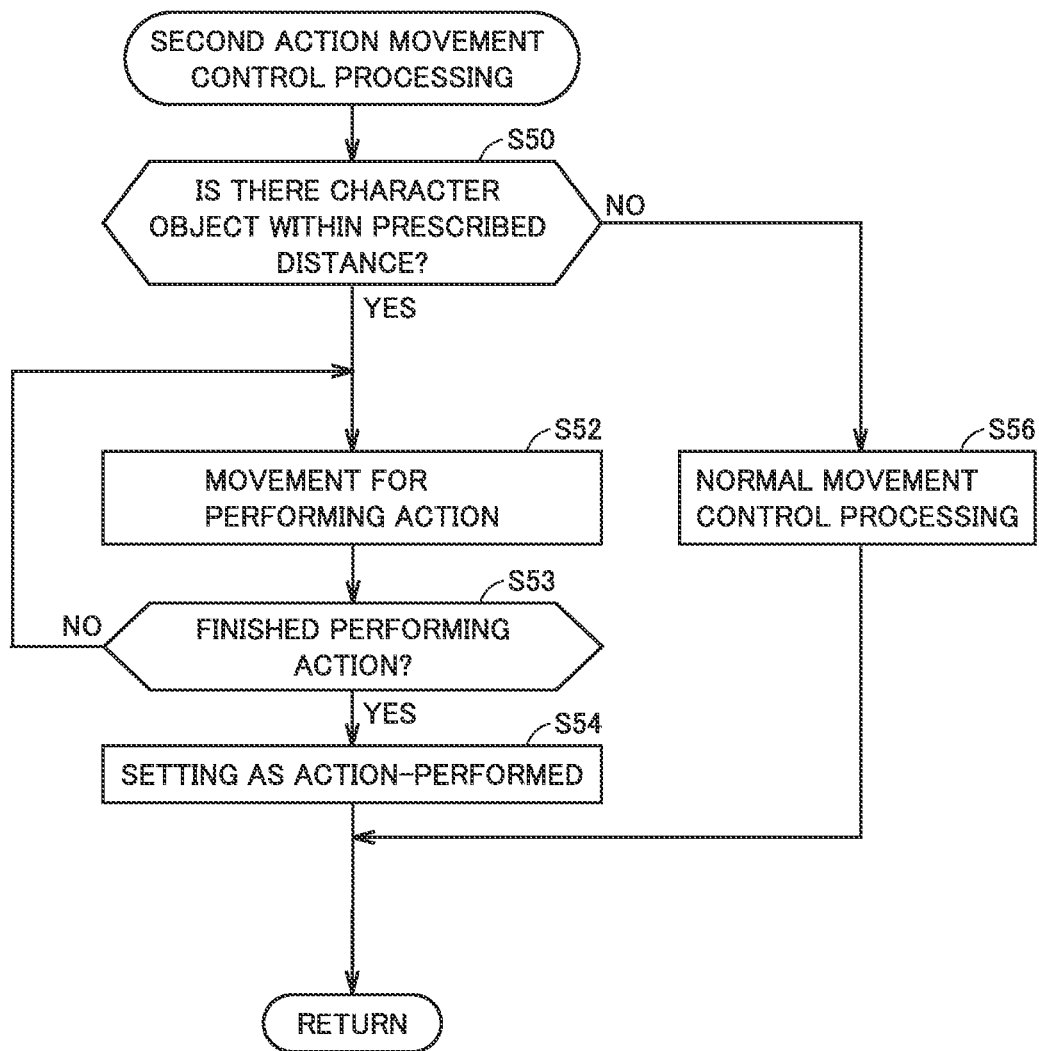 SECOND ACTION MOVEMENT
CONTROL PROCESSING
S50
IS THERE CHARACTER
OBJECT WITHIN PRESCRIBED
DISTANCE?
NO
YES
S52
MOVEMENT FOR
PERFORMING ACTION
S56
NORMAL MOVEMENT
CONTROL PROCESSING
S53
NO
FINISHED PERFORMING
ACTION?
YES
S54
SETTING AS ACTION-PERFORMED
RETURN